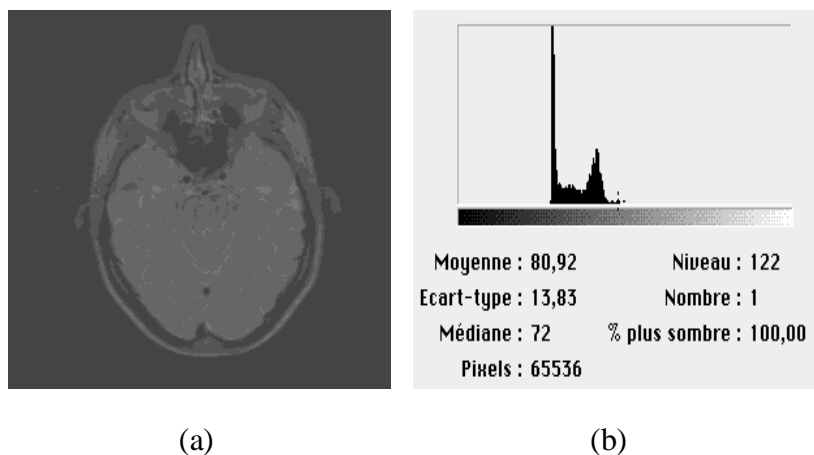 Moyenne : 80,92 Niveau : 122
Ecart-type : 13,83 Nombre : 1
Médiane : 72 % plus sombre : 100,00
Pixels : 65536
(a) (b)